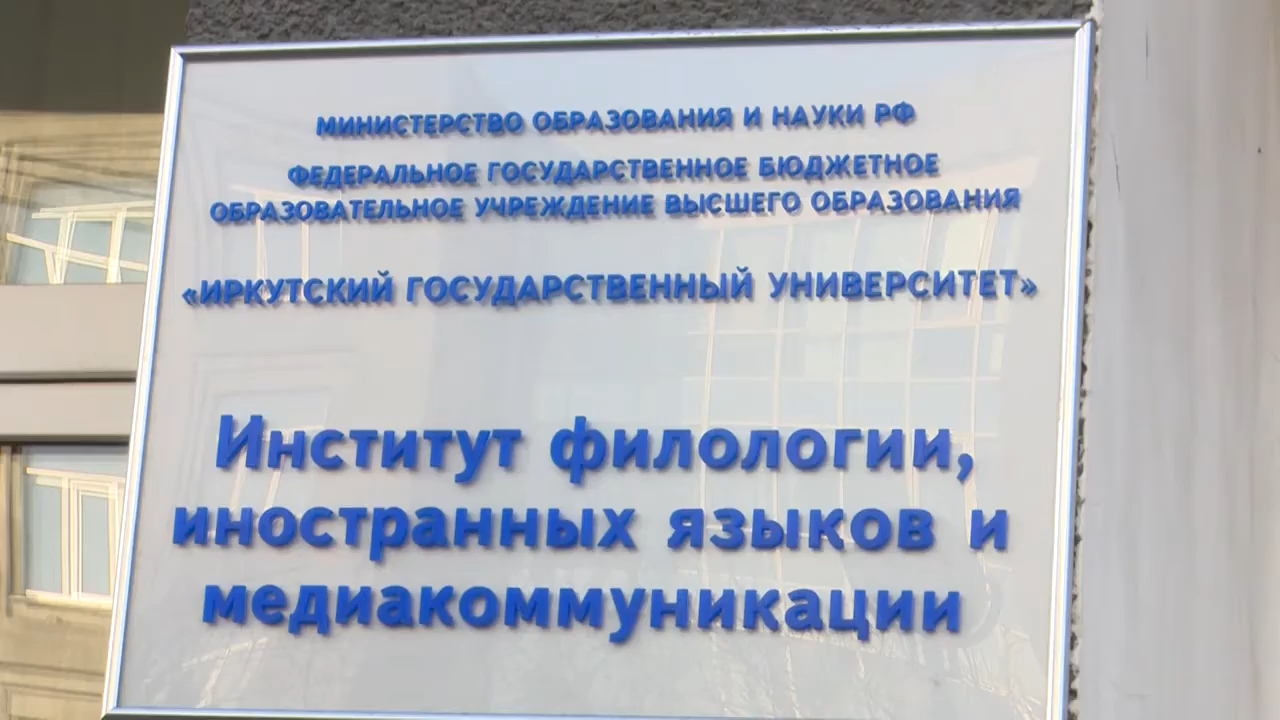 МИНИСТЕРСТВО ОБРАЗОВАНИЯ И НАУКИ РФ
ФЕДЕРАЛЬНОЕ ГОСУДАРСТВЕННОЕ БЮДЖЕТНОЕ
ОБРАЗОВАТЕЛЬНОЕ УЧРЕЖДЕНИЕ ВЫСШЕГО ОБРАЗОВАНИЯ
«ИРКУТСКИЙ ГОСУДАРСТВЕННЫЙ УНИВЕРСИТЕТ»
Институт филологии,
иностранных языков и
медиакоммуникации